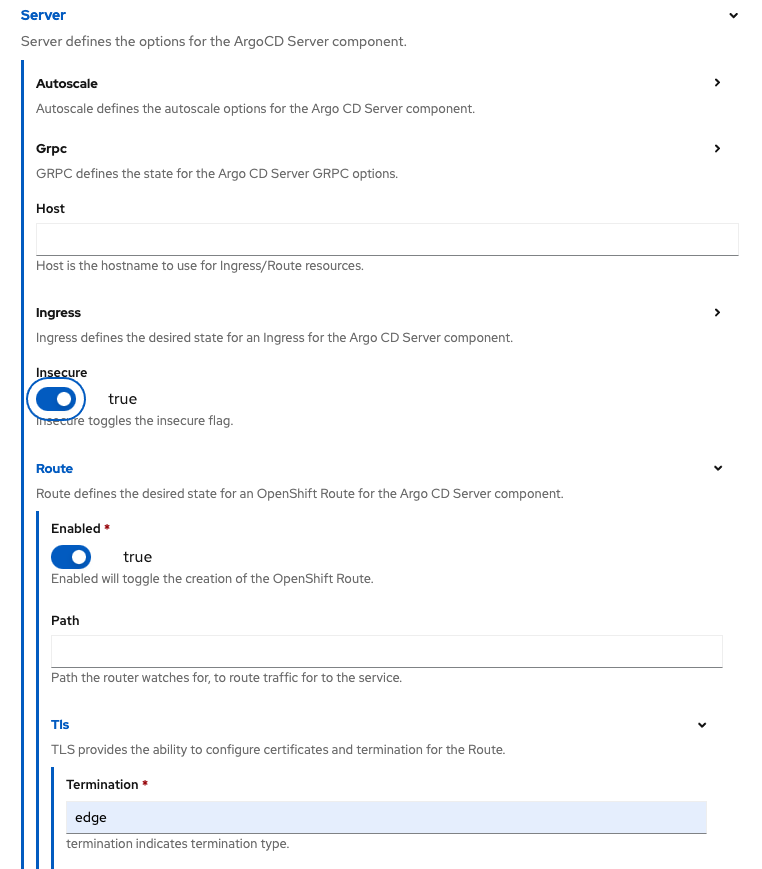 Server
Server defines the options for the ArgoCD Server component.
Autoscale
Autoscale defines the autoscale options for the Argo CD Server component.
Grpc
GRPC defines the state for the Argo CD Server GRPC options.
Host
Host is the hostname to use for Ingress/Route resources.
Ingress
Ingress defines the desired state for an Ingress for the Argo CD Server component.
Insecure
true
Insecure toggles the insecure flag.
Route
Route defines the desired state for an OpenShift Route for the Argo CD Server component.
Enabled *
true
Enabled will toggle the creation of the OpenShift Route.
Path
Path the router watches for, to route traffic for to the service.
Tls
TLS provides the ability to configure certificates and termination for the Route.
Termination *
edge
termination indicates termination type.